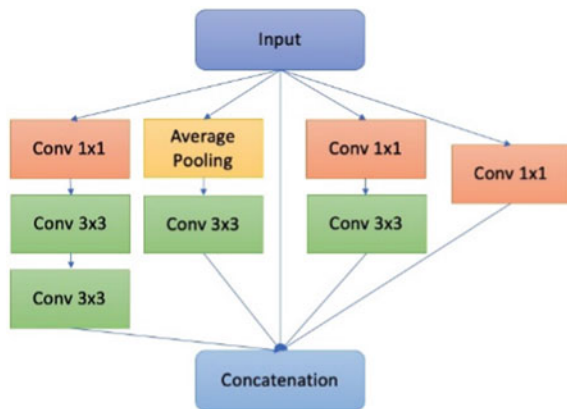 Input
Conv 1x1
Average
Pooling
Conv 1x1
Conv 1x1
Conv 3x3
Conv 3x3
Conv 3x3
Conv 3x3
Concatenation